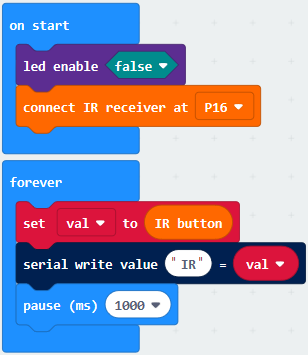 on start
led enable false
connect IR receiver at P16
forever
set val to IR button
serial write value "IR" = val
pause (ms) 1000